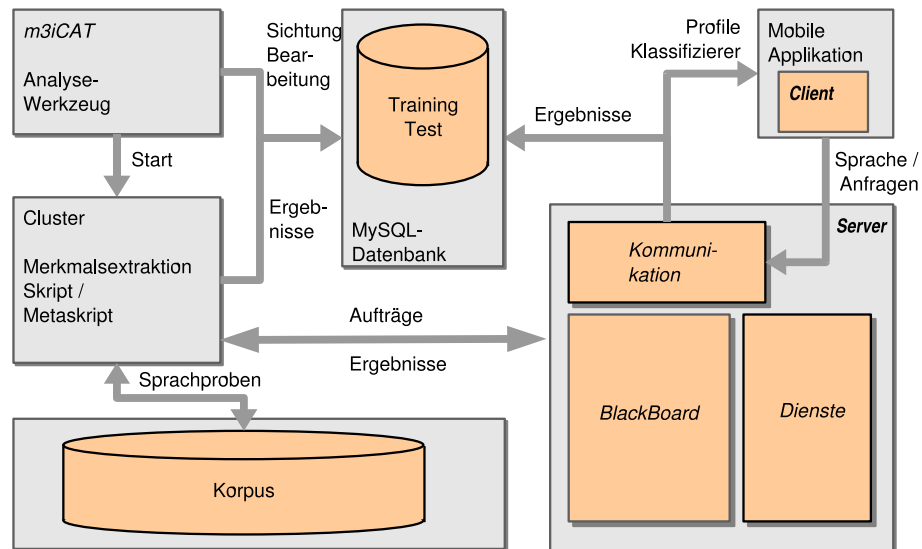 m3iCAT
Analyse-
Werkzeug
Sichtung
Bear-
beitung
Training
Test
MySQL-
Datenbank
Ergebnisse
Profile
Klassifizierer
Mobile
Applikation
Client
Start
Sprache /
Anfragen
Cluster
Merkmalsextraktion
Skript /
Metaskript
Ergeb-
nisse
Server
Kommuni-
kation
Aufträge
Ergebnisse
BlackBoard
Dienste
Sprachproben
Korpus